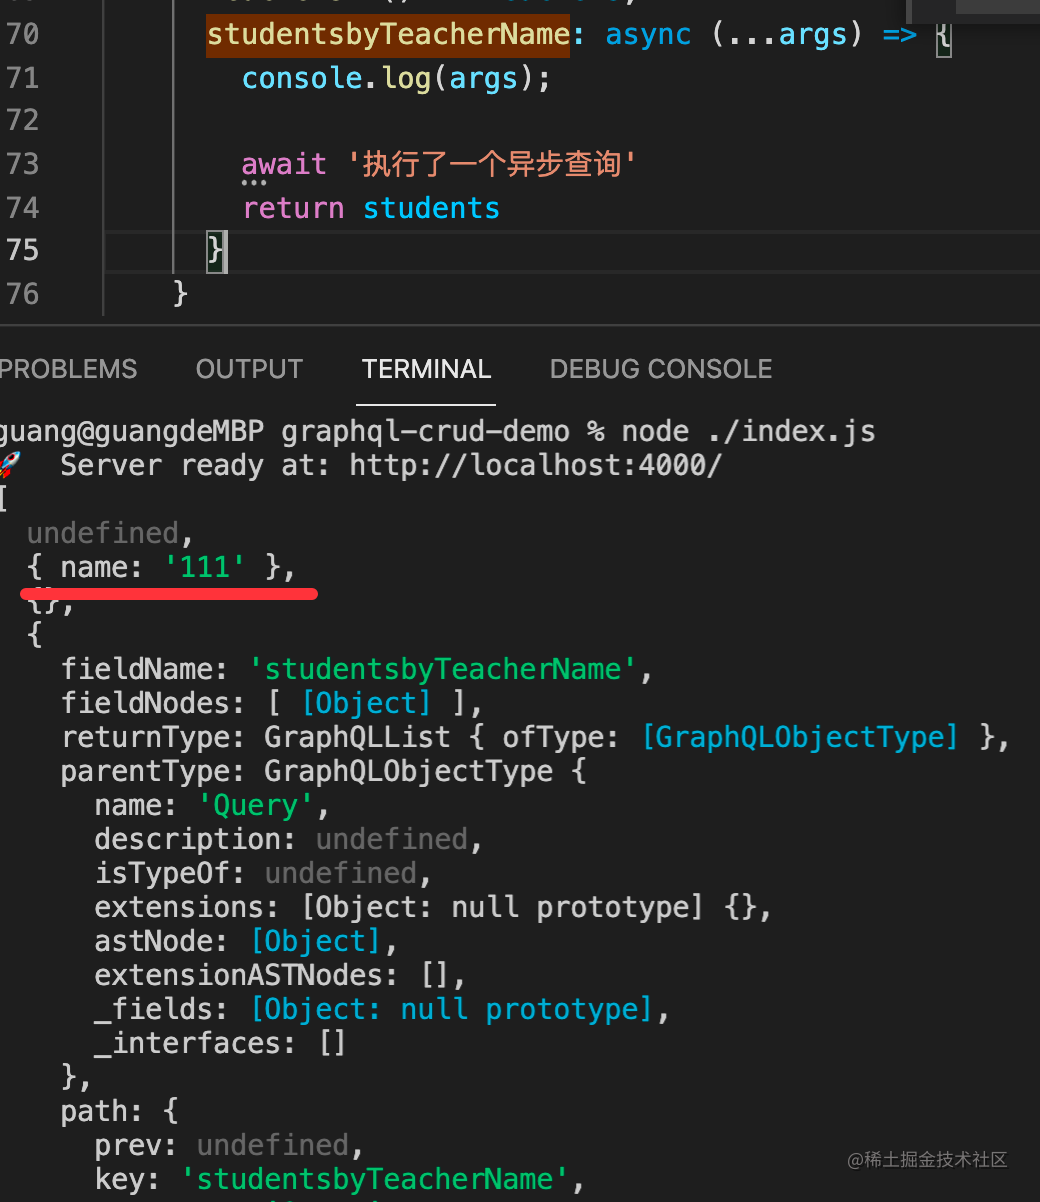 70 studentsbyTeacherName: async (...args) => {
71 console.log(args);
72
73 await '执行了一个异步查询'
74 return students
75 }
76 }
PROBLEMS OUTPUT TERMINAL DEBUG CONSOLE
guang@guangdeMBP graphql-crud-demo % node ./index.js
🚀 Server ready at: http://localhost:4000/
[
undefined,
{ name: '111' },
{},
{
fieldName: 'studentsbyTeacherName',
fieldNodes: [ [Object] ],
returnType: GraphQLList { ofType: [GraphQLObjectType] },
parentType: GraphQLObjectType {
name: 'Query',
description: undefined,
isTypeOf: undefined,
extensions: [Object: null prototype] {},
astNode: [Object],
extensionASTNodes: [],
_fields: [Object: null prototype],
_interfaces: []
},
path: {
prev: undefined,
key: 'studentsbyTeacherName',
@稀土掘金技术社区